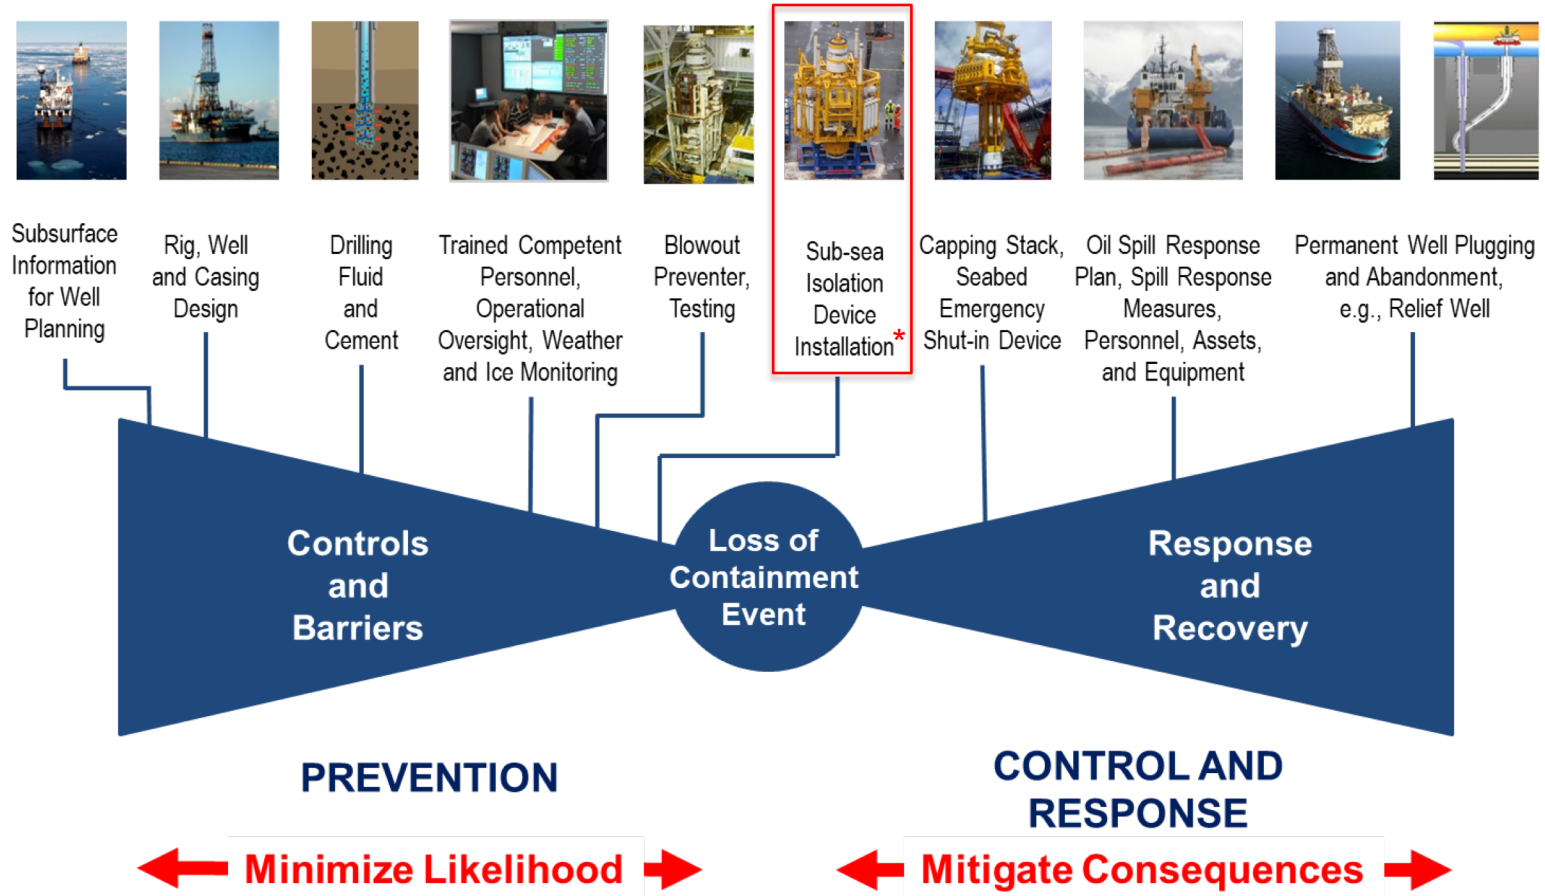 Subsurface
Information
for Well
Planning
Rig, Well
and Casing
Design
Drilling
Fluid
and
Cement
Trained Competent
Personnel,
Operational
Oversight, Weather
and Ice Monitoring
Blowout
Preventer,
Testing
Sub-sea
Isolation
Device
Installation*
Capping Stack,
Seabed
Emergency
Shut-in Device
Oil Spill Response
Plan, Spill Response
Measures,
Personnel, Assets,
and Equipment
Permanent Well Plugging
and Abandonment,
e.g., Relief Well
Controls
and
Barriers
Loss of
Containment
Event
Response
and
Recovery
PREVENTION
CONTROL AND
RESPONSE
Minimize Likelihood
Mitigate Consequences